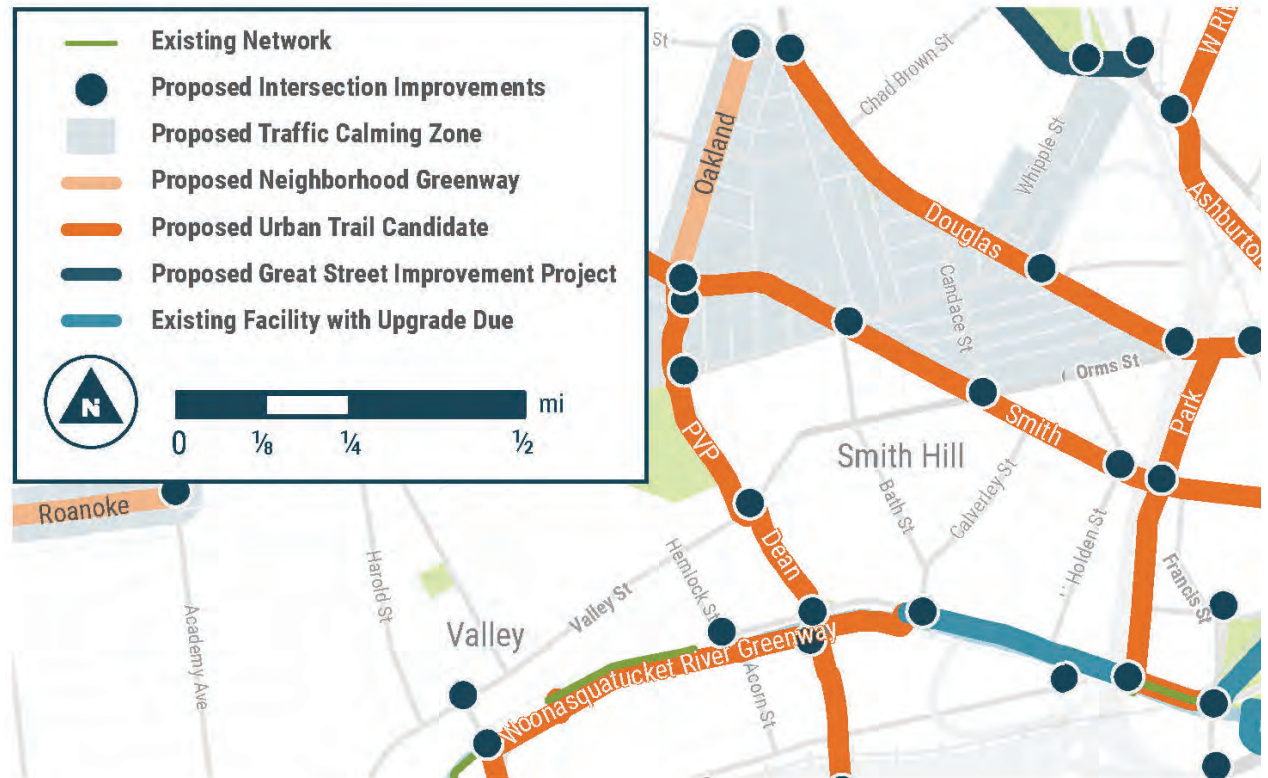 Existing Network
Proposed Intersection Improvements
Proposed Traffic Calming Zone
Proposed Neighborhood Greenway
Proposed Urban Trail Candidate
Proposed Great Street Improvement Project
Existing Facility with Upgrade Due
N
mi
0 ⅛ ¼ ½
St
Chad Brown St
W Ri
Oakland
Whipple St
Ashburton
Douglas
Candace St
Orms St
Park
Smith
PVP
Smith Hill
Roanoke
Bath St
Calverley St
Dean
Holden St
Harold St
Hemlock St
Francis St
Valley St
Valley
Academy Ave
Woonasquatucket River Greenway
Acorn St